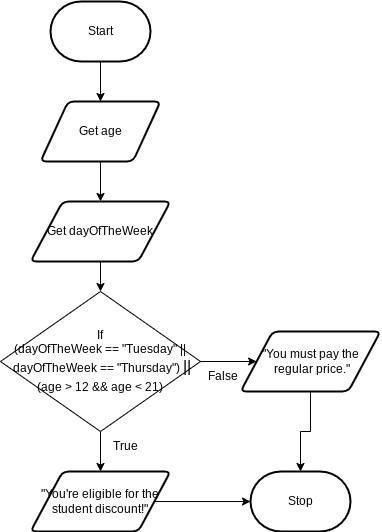 Start
Get age
Get dayOfTheWeek
If
(dayOfTheWeek == "Tuesday" ||
dayOfTheWeek == "Thursday") ||
(age > 12 && age < 21)
False
"You must pay the
regular price."
True
"You're eligible for the
student discount!"
Stop